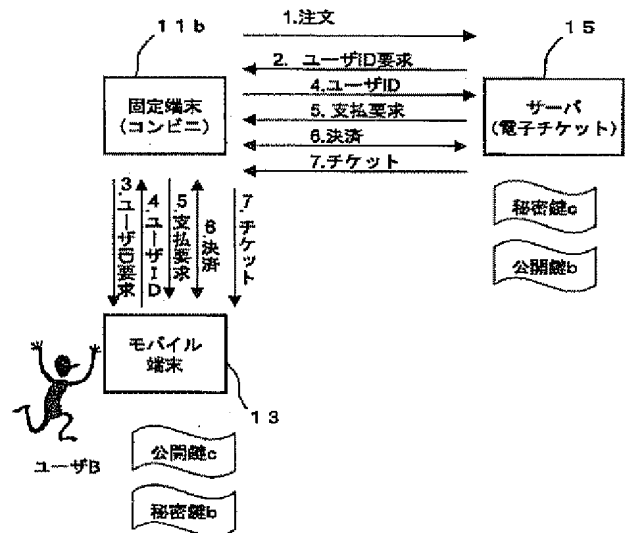 11b
1.注文
15
2. ユーザID要求
4.ユーザID
5. 支払要求
6.決済
7.チケット
固定端末
(コンビニ)
サーバ
(電子チケット)
3.ユーザID要求
4.ユーザID
5.支払要求
6.決済
7.チケット
秘密鍵c
公開鍵b
モバイル
端末
13
ユーザB
公開鍵c
秘密鍵b